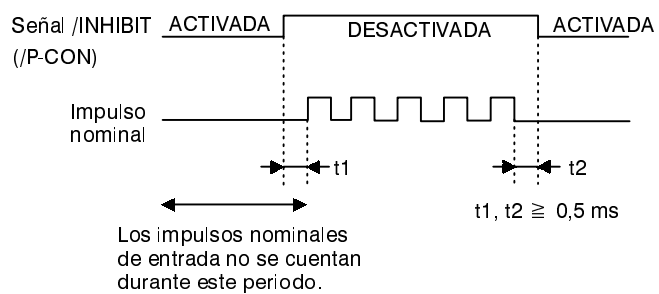 Señal /INHIBIT
(/P-CON)
ACTIVADA
DESACTIVADA
ACTIVADA
Impulso
nominal
t1
t2
t1, t2 ≧ 0,5 ms
Los impulsos nominales
de entrada no se cuentan
durante este periodo.